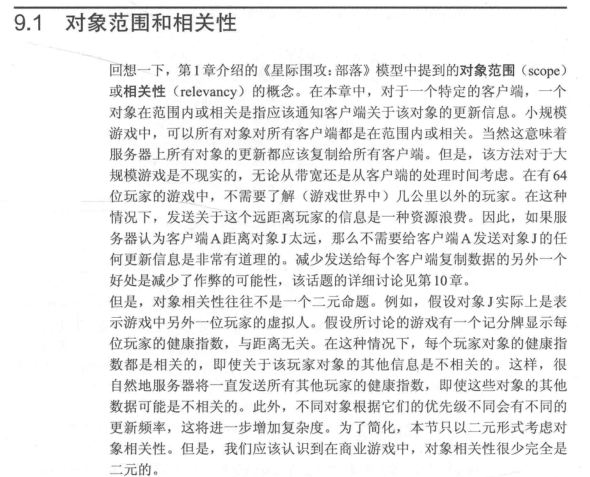 9.1 对象范围和相关性
回想一下，第1章介绍的《星际围攻：部落》模型中提到的对象范围（scope）
或相关性（relevancy）的概念。在本章中，对于一个特定的客户端，一个
对象在范围内或相关是指应该通知客户端关于该对象的更新信息。小规模
游戏中，可以所有对象对所有客户端都是在范围内或相关。当然这意味着
服务器上所有对象的更新都应该复制给所有客户端。但是，该方法对于大
规模游戏是不现实的，无论从带宽还是从客户端的处理时间考虑。在有64
位玩家的游戏中，不需要了解（游戏世界中）几公里以外的玩家。在这种
情况下，发送关于这个远距离玩家的信息是一种资源浪费。因此，如果服
务器认为客户端A距离对象J太远，那么不需要给客户端A发送对象J的任
何更新信息是非常有道理的。减少发送给每个客户端复制数据的另外一个
好处是减少了作弊的可能性，该话题的详细讨论见第10章。
但是，对象相关性往往不是一个二元命题。例如，假设对象J实际上是表
示游戏中另外一位玩家的虚拟人。假设所讨论的游戏有一个记分牌显示每
位玩家的健康指数，与距离无关。在这种情况下，每个玩家对象的健康指
数都是相关的，即使关于该玩家对象的其他信息是不相关的。这样，很
自然地服务器将一直发送所有其他玩家的健康指数，即使这些对象的其他
数据可能是不相关的。此外，不同对象根据它们的优先级不同会有不同的
更新频率，这将进一步增加复杂度。为了简化，本节只以二元形式考虑对
象相关性。但是，我们应该认识到在商业游戏中，对象相关性很少完全是
二元的。